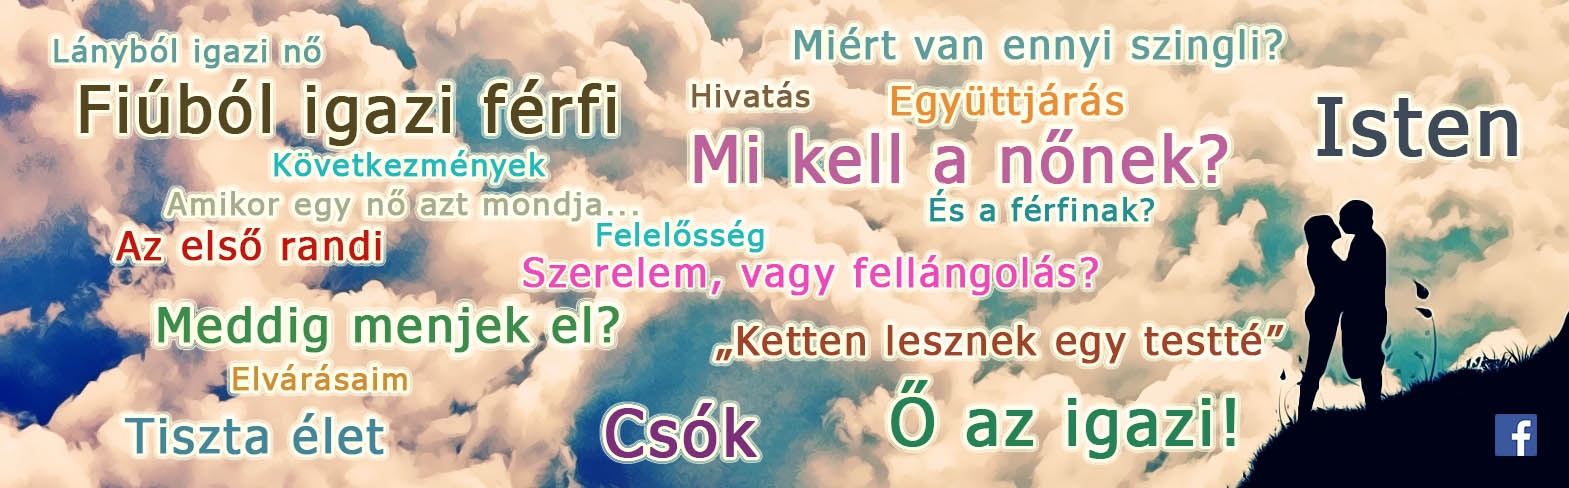 Lányból igazi nő
Fiúból igazi férfi
Következmények
Amikor egy nő azt mondja...
Az első randi
Meddig menjek el?
Elvárásaim
Tiszta élet
Miért van ennyi szingli?
Hivatás
Együttjárás
Mi kell a nőnek?
És a férfinak?
Felelősség
Szerelem, vagy fellángolás?
„Ketten lesznek egy testté”
Csók
Ő az igazi!
Isten
f